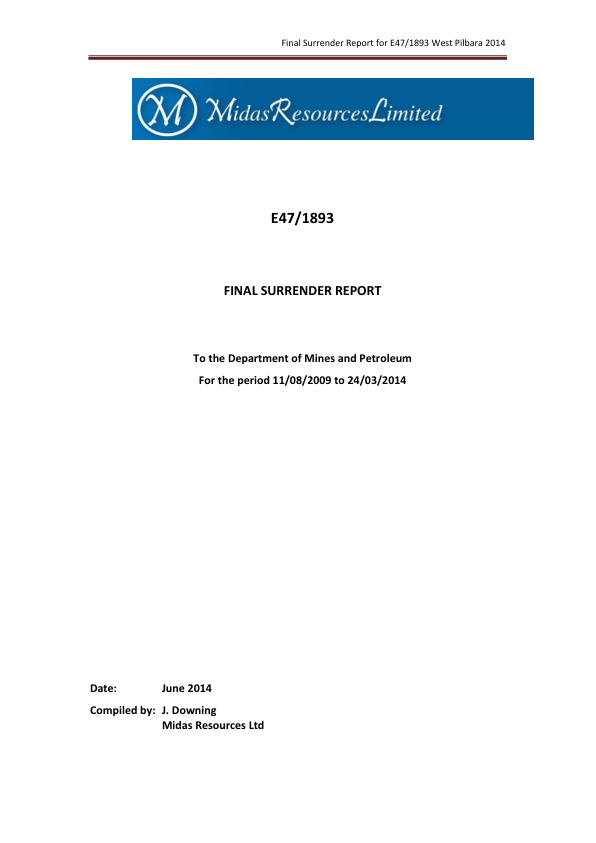 Final Surrender Report for E47/1893 West Pilbara 2014
M MidasResourcesLimited
E47/1893
FINAL SURRENDER REPORT
To the Department of Mines and Petroleum
For the period 11/08/2009 to 24/03/2014
Date: June 2014
Compiled by: J. Downing
Midas Resources Ltd